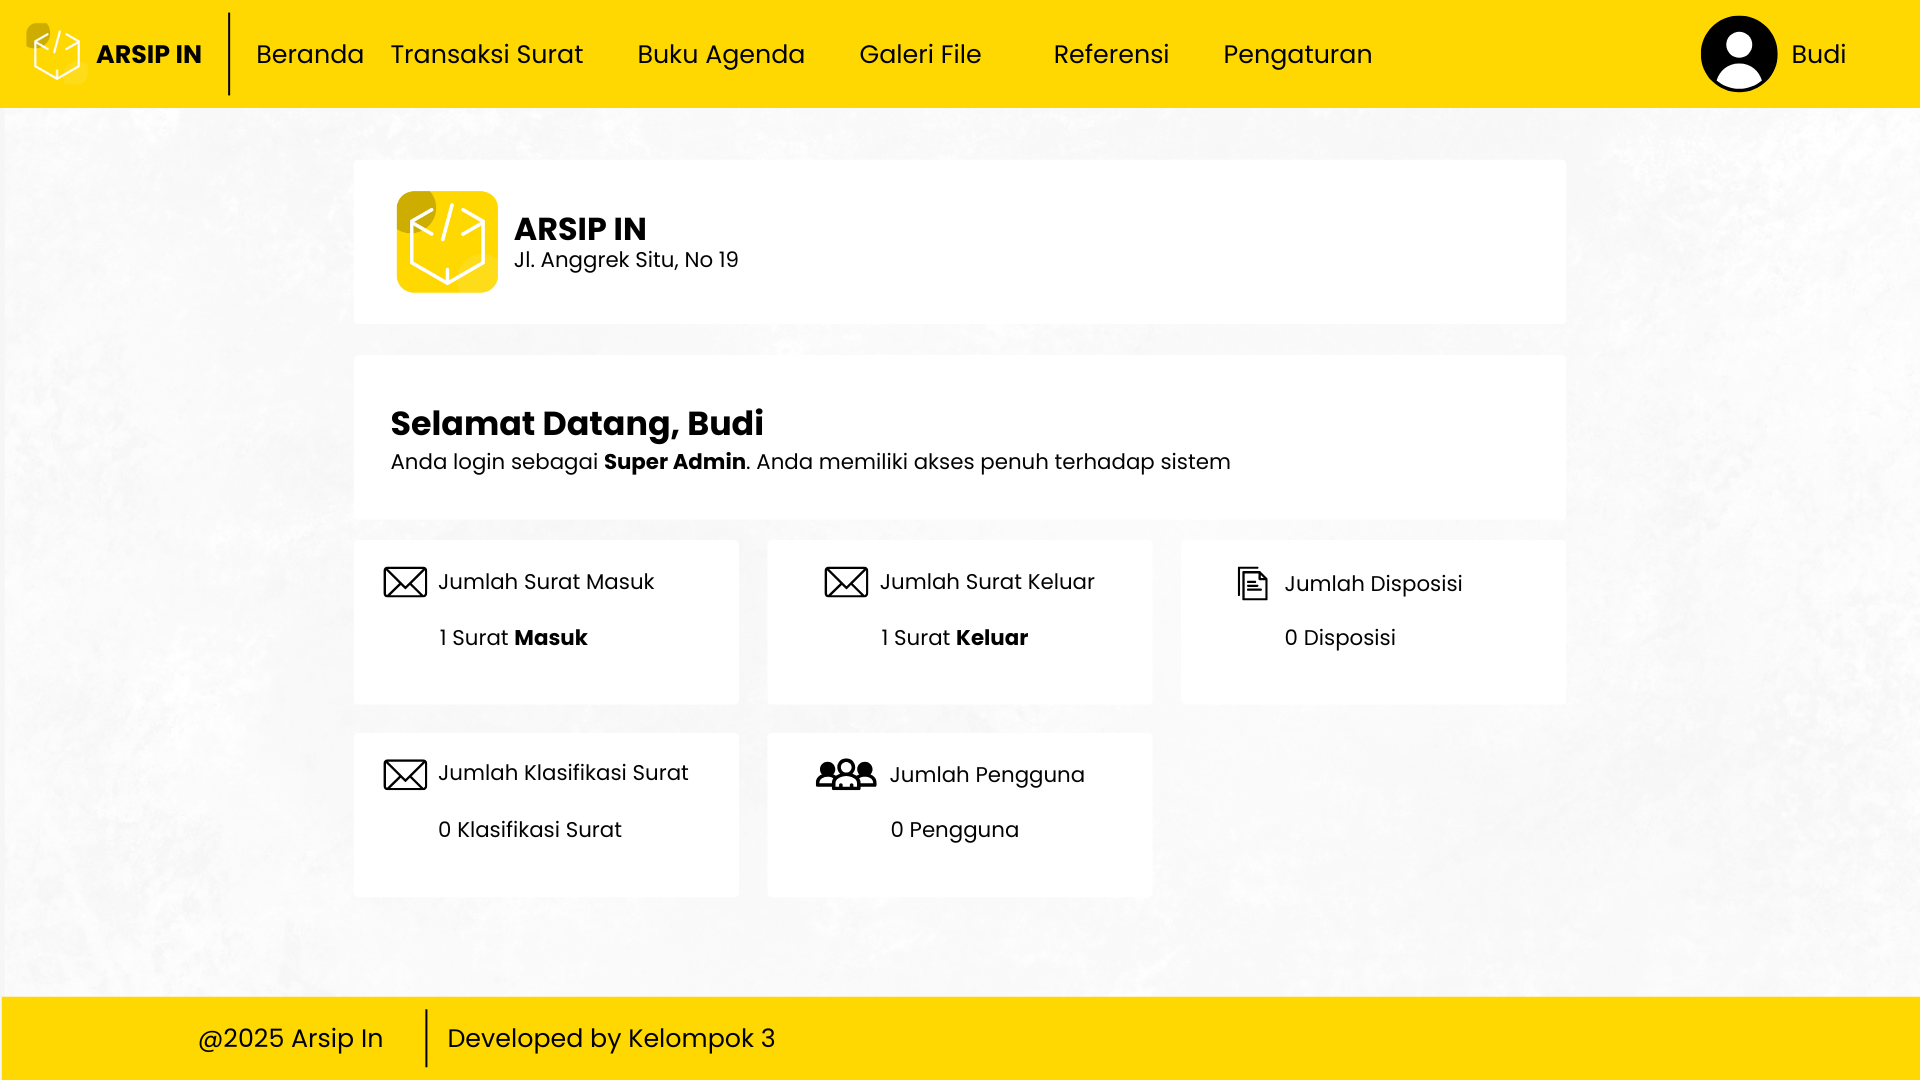 ARSIP IN
Beranda
Transaksi Surat
Buku Agenda
Galeri File
Referensi
Pengaturan
Budi
ARSIP IN
Jl. Anggrek Situ, No 19
Selamat Datang, Budi
Anda login sebagai Super Admin. Anda memiliki akses penuh terhadap sistem
Jumlah Surat Masuk
1 Surat Masuk
Jumlah Surat Keluar
1 Surat Keluar
Jumlah Disposisi
0 Disposisi
Jumlah Klasifikasi Surat
0 Klasifikasi Surat
Jumlah Pengguna
0 Pengguna
@2025 Arsip In
Developed by Kelompok 3